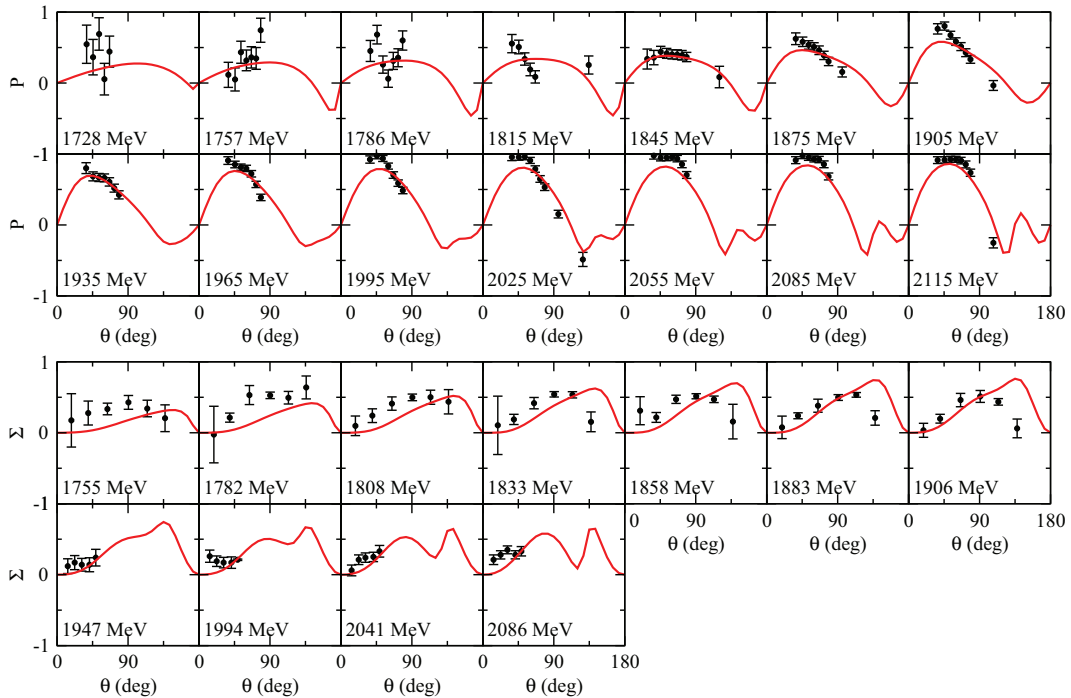 1
P 0
1728 MeV 1757 MeV 1786 MeV 1815 MeV 1845 MeV 1875 MeV 1905 MeV
-1
P 0
1935 MeV 1965 MeV 1995 MeV 2025 MeV 2055 MeV 2085 MeV 2115 MeV
-1
0 90 0 90 0 90 0 90 0 90 0 90 0 90 180
θ (deg) θ (deg) θ (deg) θ (deg) θ (deg) θ (deg) θ (deg)
1
Σ 0
1755 MeV 1782 MeV 1808 MeV 1833 MeV 1858 MeV 1883 MeV 1906 MeV
-1
0 90 0 90 0 90 180
θ (deg) θ (deg) θ (deg)
Σ 0
1947 MeV 1994 MeV 2041 MeV 2086 MeV
-1
0 90 0 90 0 90 0 90 180
θ (deg) θ (deg) θ (deg) θ (deg)